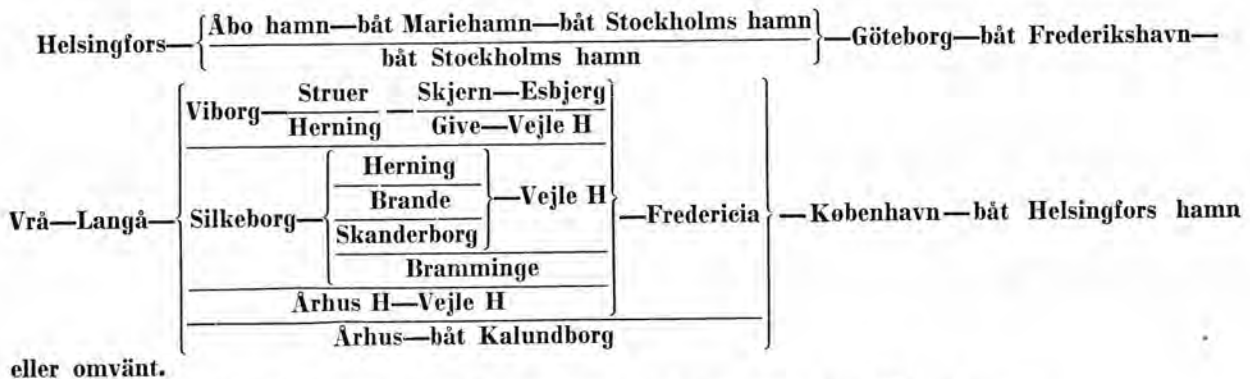 Åbo hamn—båt Mariehamn—båt Stockholms hamn
Helsingfors— —Göteborg—båt Frederikshavn—
båt Stockholms hamn
Struer Skjern—Esbjerg
Viborg— —
Herning Give—Vejle H
Herning
Brande —Vejle H
Vrå—Langå— Silkeborg— —Fredericia —København—båt Helsingfors hamn
Skanderborg
Bramminge
Århus H—Vejle H
Århus—båt Kalundborg
eller omvänt.